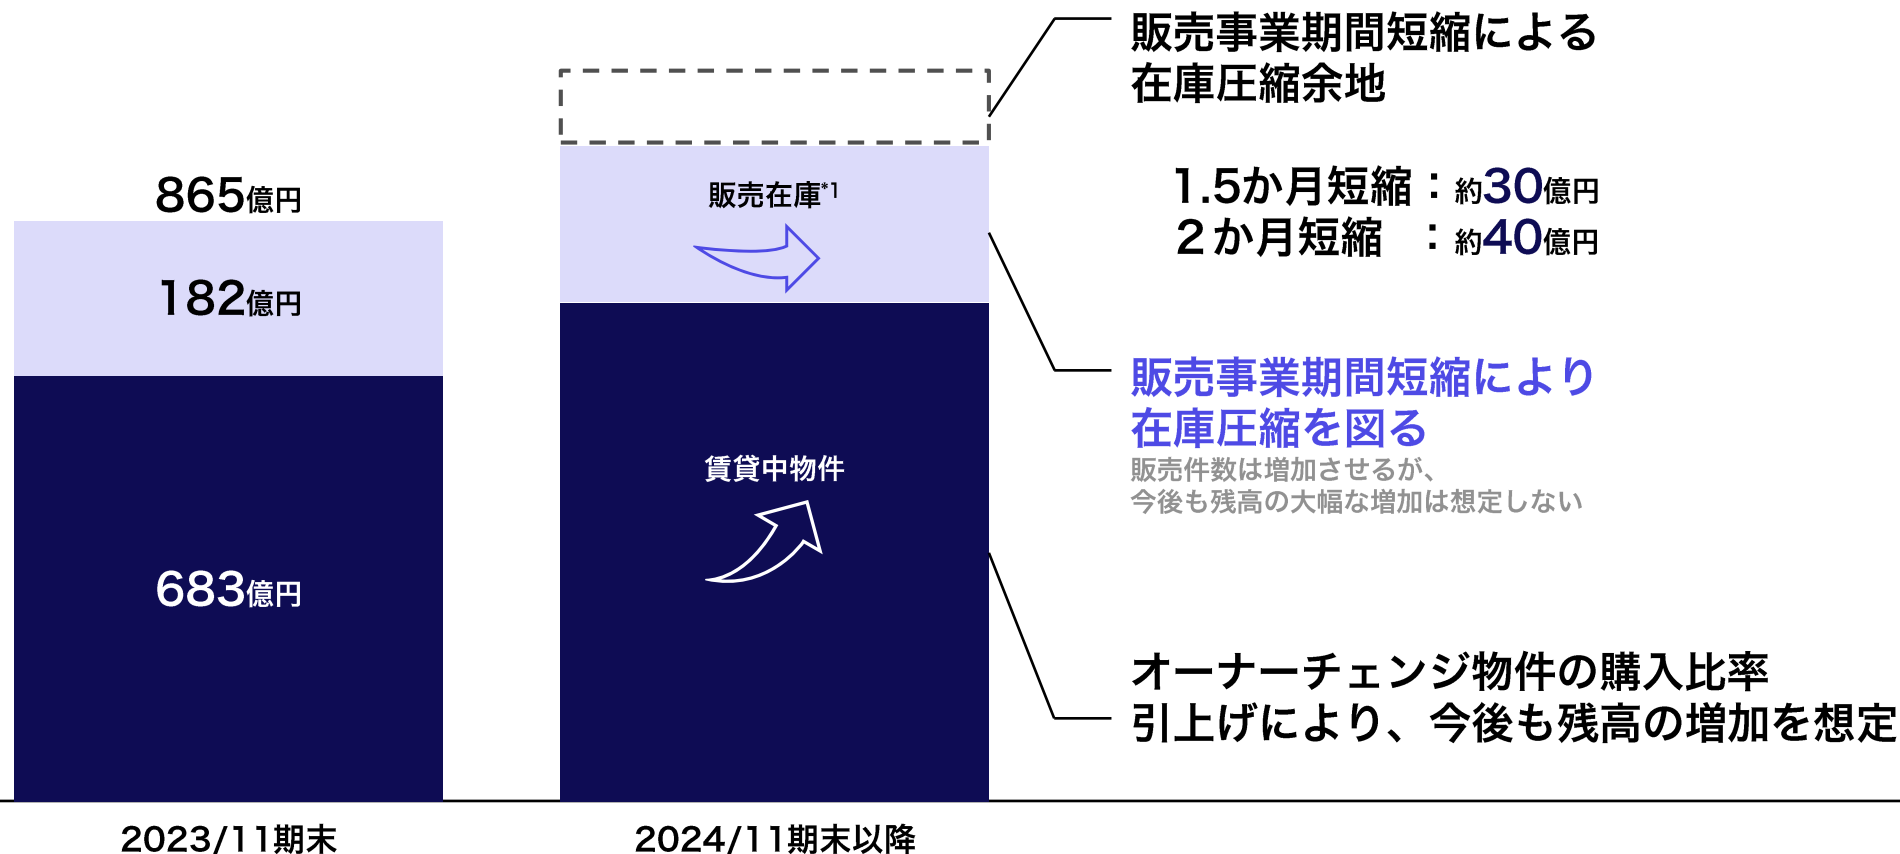 865億円
182億円
683億円
2023/11期末
販売在庫*1
賃貸中物件
2024/11期末以降
販売事業期間短縮による
在庫圧縮余地
1.5か月短縮：約30億円
２か月短縮　：約40億円
販売事業期間短縮により
在庫圧縮を図る
販売件数は増加させるが、
今後も残高の大幅な増加は想定しない
オーナーチェンジ物件の購入比率
引上げにより、今後も残高の増加を想定